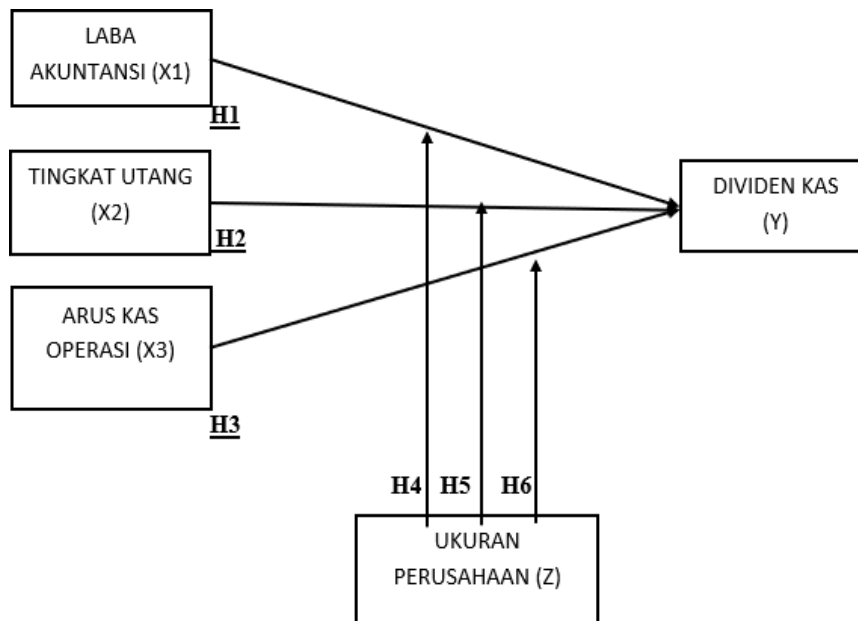 LABA
AKUNTANSI (X1)
H1
TINGKAT UTANG
(X2)
H2
ARUS KAS
OPERASI (X3)
H3
DIVIDEN KAS
(Y)
H4 H5 H6
UKURAN
PERUSAHAAN (Z)